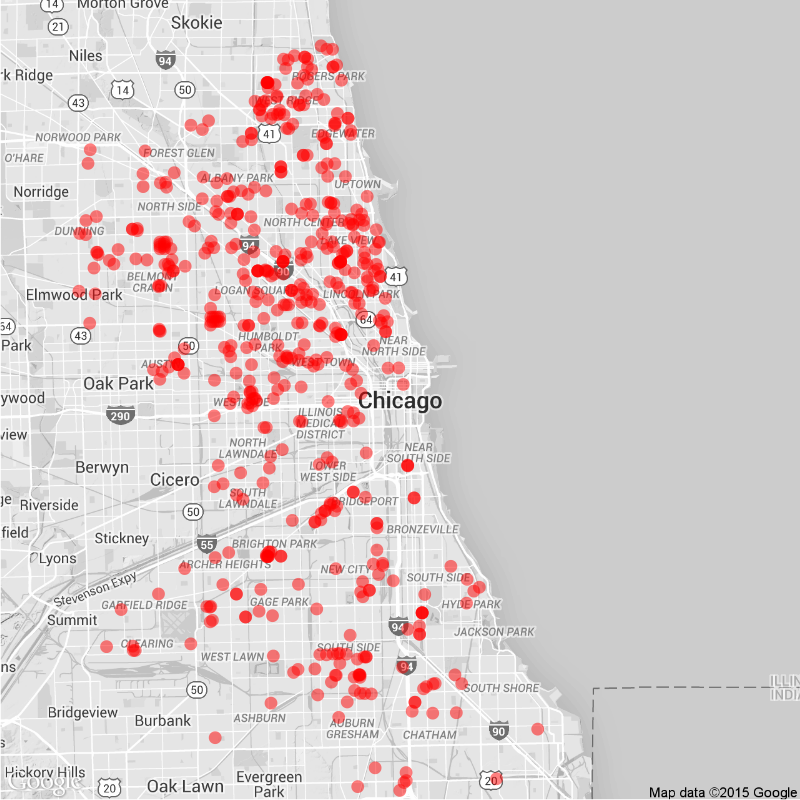 14
Morton Grove
21
Skokie
Niles
94
rk Ridge
ROGERS PARK
14
50
43
WEST RIDGE
41
EDGEWATER
NORWOOD PARK
O'HARE
FOREST GLEN
ALBANY PARK
UPTOWN
Norridge
NORTH SIDE
DUNNING
NORTH CENTER
94
LAKE VIEW
90
41
BELMONT
CRAGIN
Elmwood Park
LOGAN SQUARE
LINCOLN PARK
64
64
43
Park
50
HUMBOLDT
PARK
NEAR
NORTH SIDE
AUSTIN
WEST TOWN
Oak Park
ywood
WEST SIDE
Chicago
290
ILLINOIS
MEDICAL
DISTRICT
view
NORTH
LAWNDALE
NEAR
SOUTH SIDE
Berwyn
LOWER
WEST SIDE
Cicero
SOUTH
LAWNDALE
ge
Riverside
BRIDGEPORT
50
field
BRONZEVILLE
Stickney
55
BRIGHTON PARK
Lyons
ARCHER HEIGHTS
NEW CITY
SOUTH SIDE
Stevenson Expy
GARFIELD RIDGE
GAGE PARK
HYDE PARK
Summit
94
JACKSON PARK
CLEARING
SOUTH SIDE
WEST LAWN
94
ns
50
SOUTH SHORE
ILLIN
INDIA
Bridgeview
Burbank
ASHBURN
AUBURN
GRESHAM
CHATHAM
90
Hickory Hills
Google
20
Oak Lawn
Evergreen
Park
20
Map data ©2015 Google